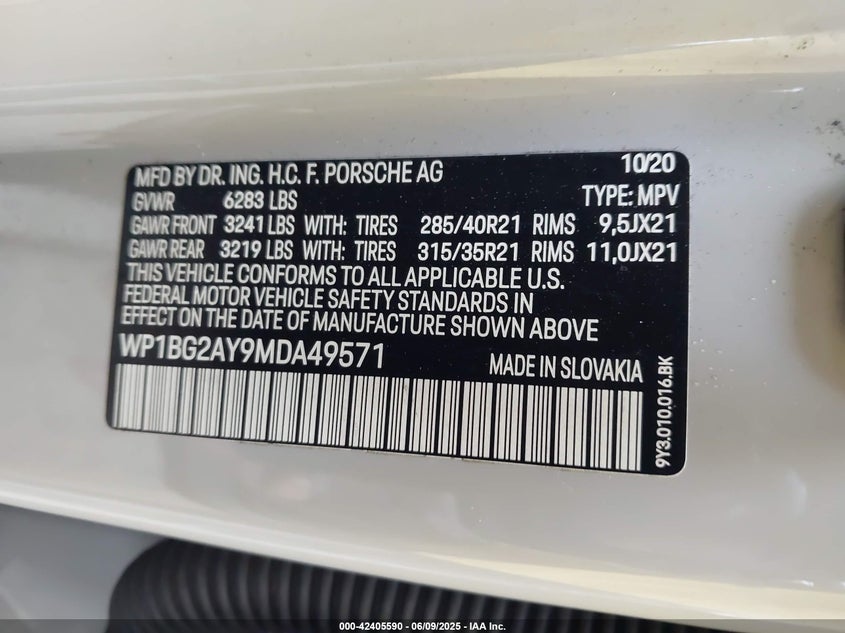 MFD BY DR. ING. H.C. F. PORSCHE AG 10/20
GVWR 6283 LBS TYPE: MPV
GAWR FRONT 3241 LBS WITH: TIRES 285/40R21 RIMS 9,5JX21
GAWR REAR 3219 LBS WITH: TIRES 315/35R21 RIMS 11,0JX21
THIS VEHICLE CONFORMS TO ALL APPLICABLE U.S.
FEDERAL MOTOR VEHICLE SAFETY STANDARDS IN
EFFECT ON THE DATE OF MANUFACTURE SHOWN ABOVE
WP1BG2AY9MDA49571 MADE IN SLOVAKIA
9Y3.010.016.BK
000-42405590 - 06/09/2025 - IAA Inc.